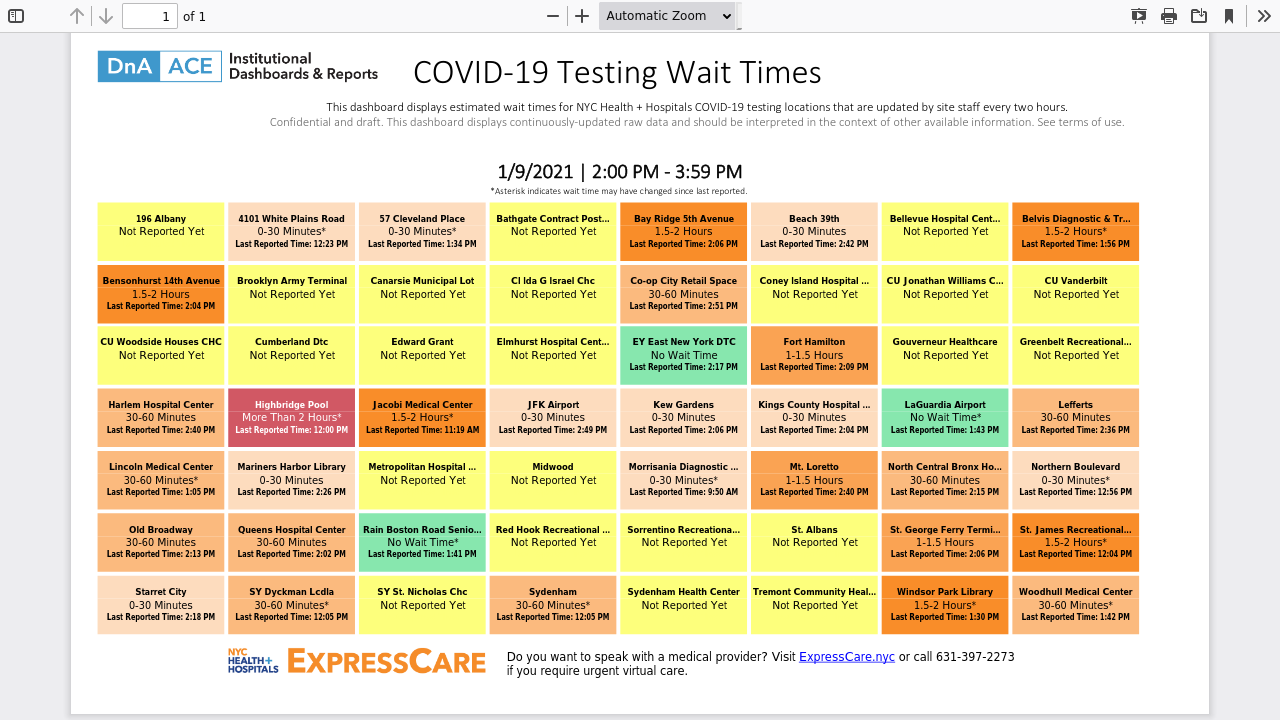 1 of 1 Automatic Zoom
DnA ACE Institutional
Dashboards & Reports
COVID-19 Testing Wait Times
This dashboard displays estimated wait times for NYC Health + Hospitals COVID-19 testing locations that are updated by site staff every two hours.
Confidential and draft. This dashboard displays continuously-updated raw data and should be interpreted in the context of other available information. See terms of use.
1/9/2021 | 2:00 PM - 3:59 PM
*Asterisk indicates wait time may have changed since last reported.
196 Albany
Not Reported Yet
4101 White Plains Road
0-30 Minutes*
Last Reported Time: 12:23 PM
57 Cleveland Place
0-30 Minutes*
Last Reported Time: 1:34 PM
Bathgate Contract Post...
Not Reported Yet
Bay Ridge 5th Avenue
1.5-2 Hours
Last Reported Time: 2:06 PM
Beach 39th
0-30 Minutes
Last Reported Time: 2:42 PM
Bellevue Hospital Cent...
Not Reported Yet
Belvis Diagnostic & Tr...
1.5-2 Hours*
Last Reported Time: 1:56 PM
Bensonhurst 14th Avenue
1.5-2 Hours
Last Reported Time: 2:04 PM
Brooklyn Army Terminal
Not Reported Yet
Canarsie Municipal Lot
Not Reported Yet
Cl Ida G Israel Chc
Not Reported Yet
Co-op City Retail Space
30-60 Minutes
Last Reported Time: 2:51 PM
Coney Island Hospital ...
Not Reported Yet
CU Jonathan Williams C...
Not Reported Yet
CU Vanderbilt
Not Reported Yet
CU Woodside Houses CHC
Not Reported Yet
Cumberland Dtc
Not Reported Yet
Edward Grant
Not Reported Yet
Elmhurst Hospital Cent...
Not Reported Yet
EY East New York DTC
No Wait Time
Last Reported Time: 2:17 PM
Fort Hamilton
1-1.5 Hours
Last Reported Time: 2:09 PM
Gouverneur Healthcare
Not Reported Yet
Greenbelt Recreational...
Not Reported Yet
Harlem Hospital Center
30-60 Minutes
Last Reported Time: 2:40 PM
Highbridge Pool
More Than 2 Hours*
Last Reported Time: 12:00 PM
Jacobi Medical Center
1.5-2 Hours*
Last Reported Time: 11:19 AM
JFK Airport
0-30 Minutes
Last Reported Time: 2:49 PM
Kew Gardens
0-30 Minutes
Last Reported Time: 2:06 PM
Kings County Hospital ...
0-30 Minutes
Last Reported Time: 2:04 PM
LaGuardia Airport
No Wait Time*
Last Reported Time: 1:43 PM
Lefferts
30-60 Minutes
Last Reported Time: 2:36 PM
Lincoln Medical Center
30-60 Minutes*
Last Reported Time: 1:05 PM
Mariners Harbor Library
0-30 Minutes
Last Reported Time: 2:26 PM
Metropolitan Hospital ...
Not Reported Yet
Midwood
Not Reported Yet
Morrisania Diagnostic ...
0-30 Minutes*
Last Reported Time: 9:50 AM
Mt. Loretto
1-1.5 Hours
Last Reported Time: 2:40 PM
North Central Bronx Ho...
30-60 Minutes
Last Reported Time: 2:15 PM
Northern Boulevard
0-30 Minutes*
Last Reported Time: 12:56 PM
Old Broadway
30-60 Minutes
Last Reported Time: 2:13 PM
Queens Hospital Center
30-60 Minutes
Last Reported Time: 2:02 PM
Rain Boston Road Senio...
No Wait Time*
Last Reported Time: 1:41 PM
Red Hook Recreational ...
Not Reported Yet
Sorrentino Recreationa...
Not Reported Yet
St. Albans
Not Reported Yet
St. George Ferry Termi...
1-1.5 Hours
Last Reported Time: 2:06 PM
St. James Recreational...
1.5-2 Hours*
Last Reported Time: 12:04 PM
Starret City
0-30 Minutes
Last Reported Time: 2:18 PM
SY Dyckman Lcdla
30-60 Minutes*
Last Reported Time: 12:05 PM
SY St. Nicholas Chc
Not Reported Yet
Sydenham
30-60 Minutes*
Last Reported Time: 12:05 PM
Sydenham Health Center
Not Reported Yet
Tremont Community Heal...
Not Reported Yet
Windsor Park Library
1.5-2 Hours*
Last Reported Time: 1:30 PM
Woodhull Medical Center
30-60 Minutes*
Last Reported Time: 1:42 PM
NYC
HEALTH+
HOSPITALS
EXPRESSCARE
Do you want to speak with a medical provider? Visit ExpressCare.nyc or call 631-397-2273
if you require urgent virtual care.